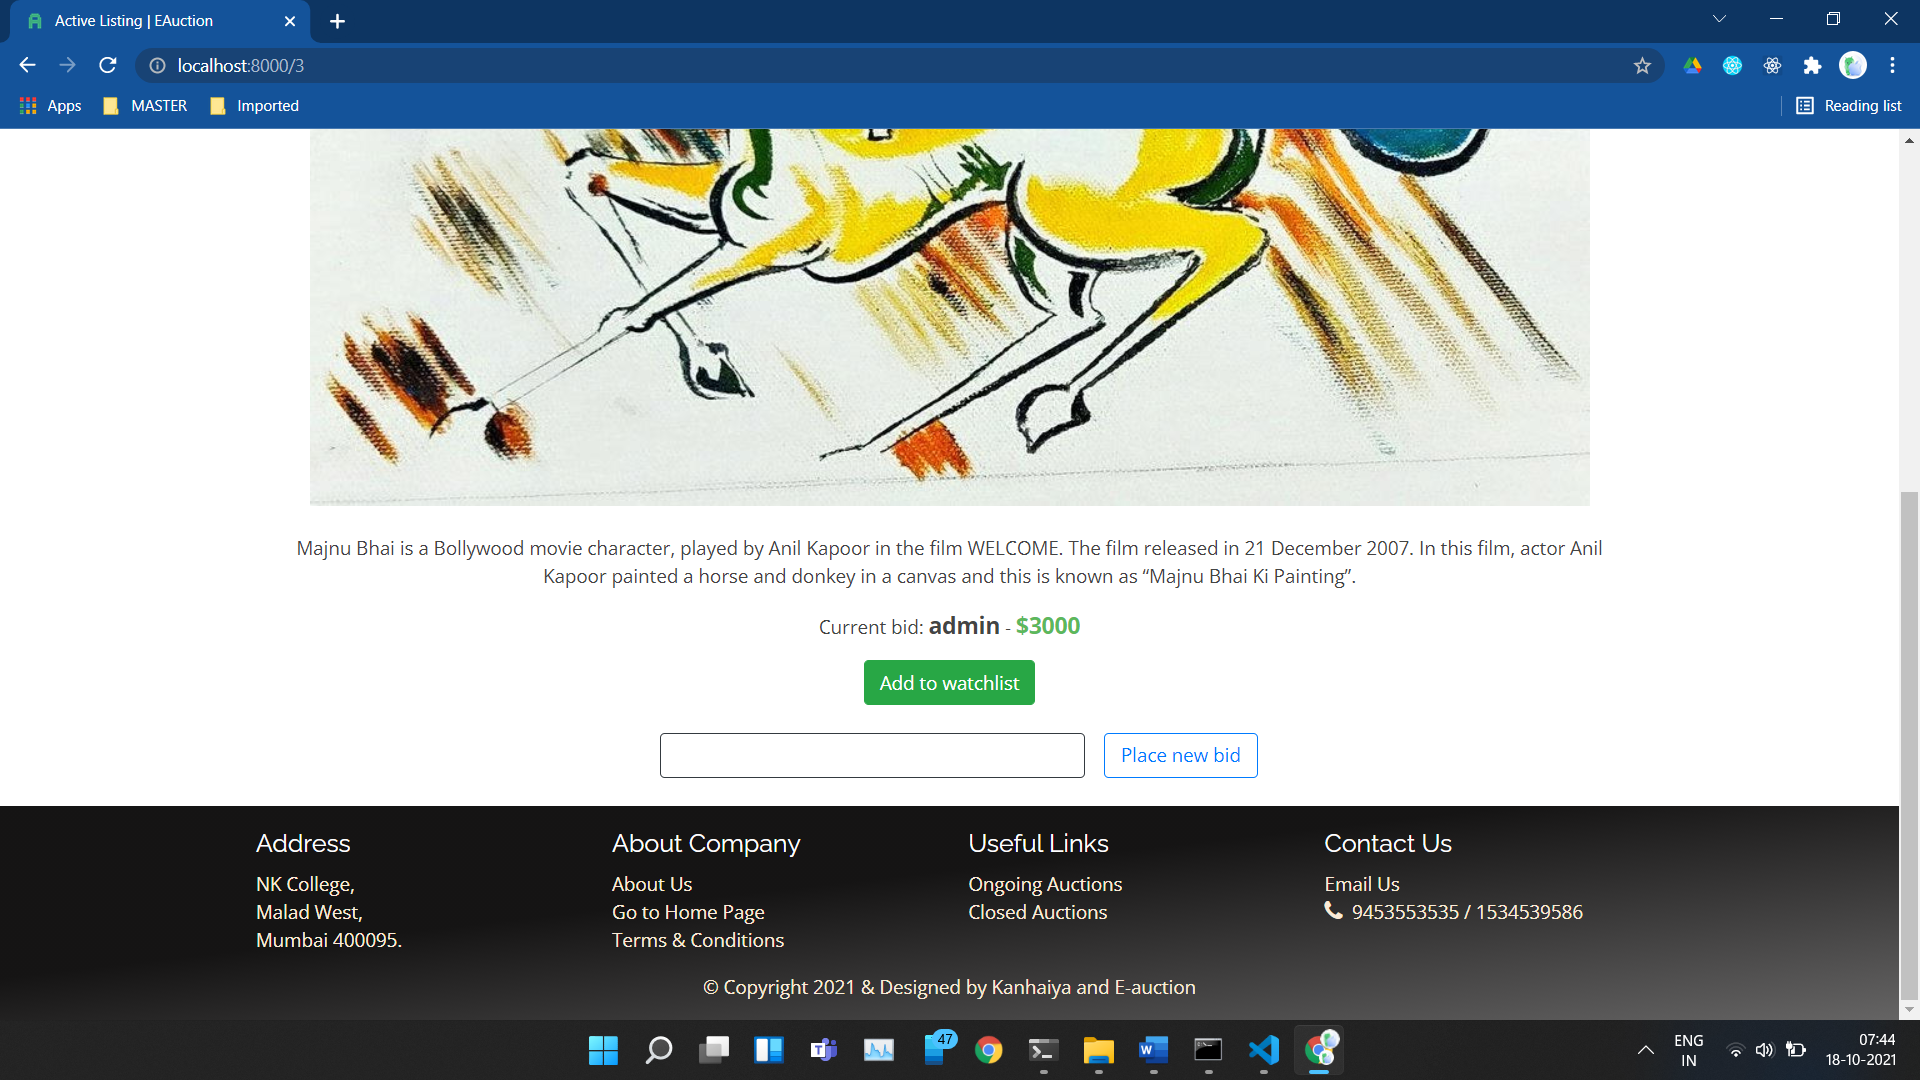 Active Listing | EAuction
localhost:8000/3
Apps MASTER Imported Reading list
Majnu Bhai is a Bollywood movie character, played by Anil Kapoor in the film WELCOME. The film released in 21 December 2007. In this film, actor Anil
Kapoor painted a horse and donkey in a canvas and this is known as “Majnu Bhai Ki Painting”.
Current bid: admin - $3000
Add to watchlist
Place new bid
Address
NK College,
Malad West,
Mumbai 400095.
About Company
About Us
Go to Home Page
Terms & Conditions
Useful Links
Ongoing Auctions
Closed Auctions
Contact Us
Email Us
9453553535 / 1534539586
© Copyright 2021 & Designed by Kanhaiya and E-auction
47
ENG
IN
07:44
18-10-2021